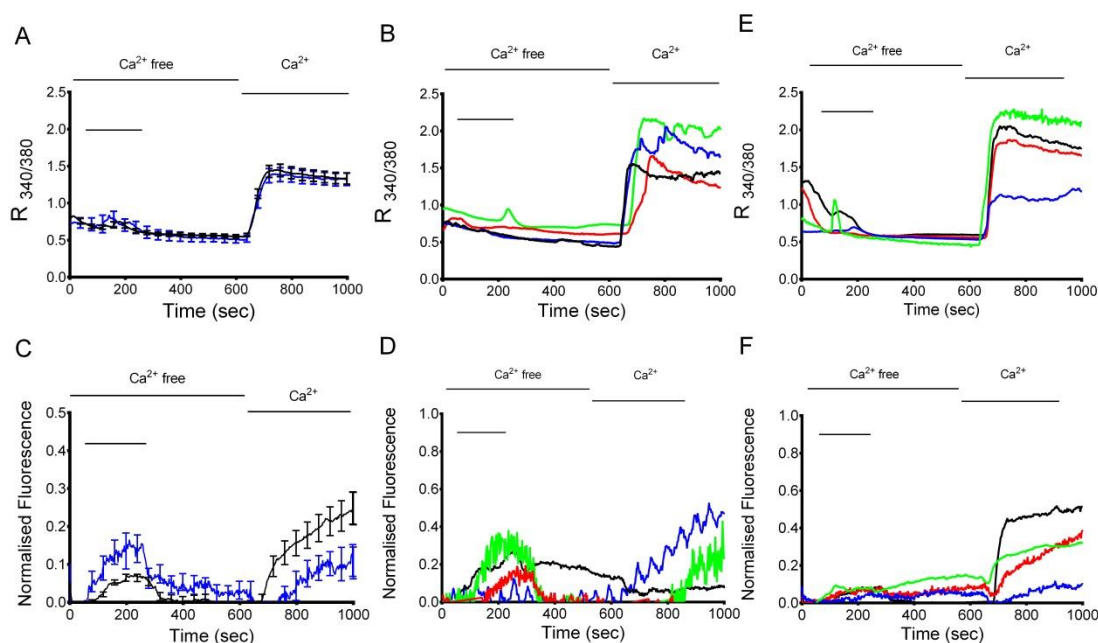 A
Ca²⁺ free
Ca²⁺
2.5
2.0
1.5
1.0
0.5
0.0
R 340/380
0 200 400 600 800 1000
Time (sec)
B
Ca²⁺ free
Ca²⁺
2.5
2.0
1.5
1.0
0.5
0.0
R 340/380
0 200 400 600 800 1000
Time (sec)
E
Ca²⁺ free
Ca²⁺
2.5
2.0
1.5
1.0
0.5
0.0
R 340/380
0 200 400 600 800 1000
Time (sec)
C
Ca²⁺ free
Ca²⁺
0.5
0.4
0.3
0.2
0.1
0.0
Normalised Fluorescence
0 200 400 600 800 1000
Time (sec)
D
Ca²⁺ free
Ca²⁺
1.0
0.8
0.6
0.4
0.2
0.0
Normalised Fluorescence
0 200 400 600 800 1000
Time (sec)
F
Ca²⁺ free
Ca²⁺
1.0
0.8
0.6
0.4
0.2
0.0
Normalised Fluorescence
0 200 400 600 800 1000
Time (sec)